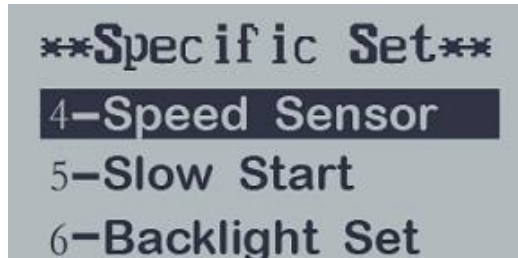 **Specific Set**
4-Speed Sensor
5-Slow Start
6-Backlight Set